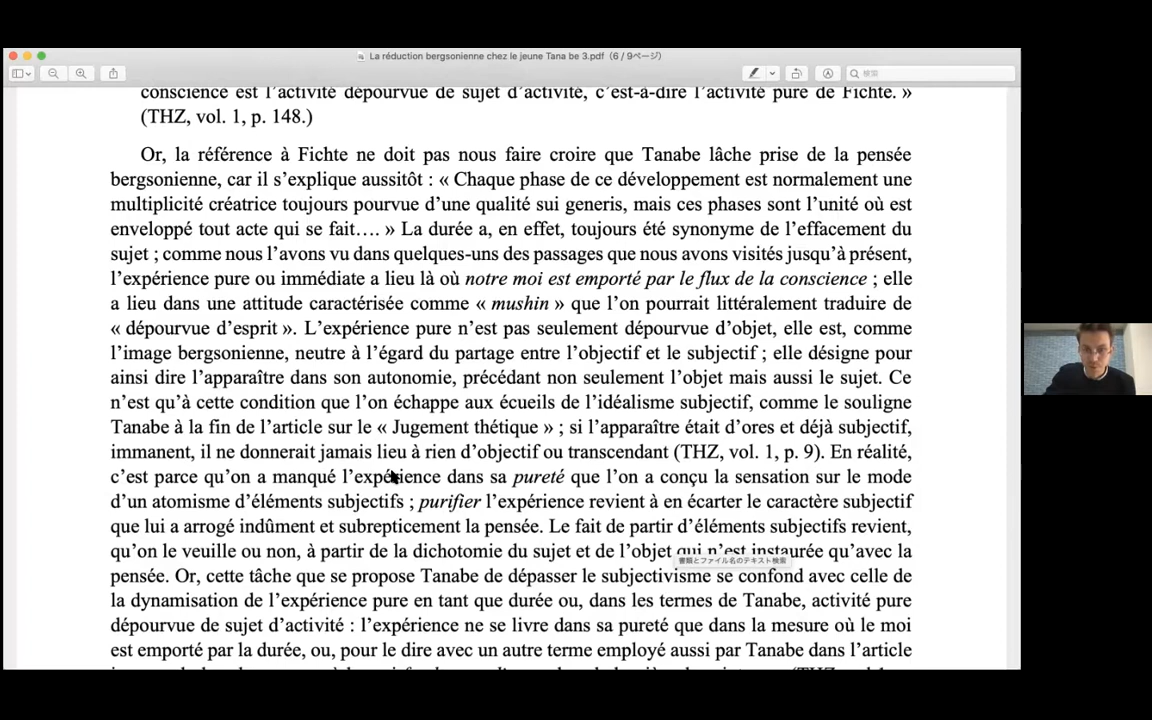 La réduction bergsonienne chez le jeune Tana be 3.pdf (6 / 9ページ)
検索
conscience est l'activité dépourvue de sujet d'activité, c'est-à-dire l'activité pure de Fichte. »
(THZ, vol. 1, p. 148.)
Or, la référence à Fichte ne doit pas nous faire croire que Tanabe lâche prise de la pensée
bergsonienne, car il s'explique aussitôt : « Chaque phase de ce développement est normalement une
multiplicité créatrice toujours pourvue d'une qualité sui generis, mais ces phases sont l'unité où est
enveloppé tout acte qui se fait…. » La durée a, en effet, toujours été synonyme de l'effacement du
sujet ; comme nous l'avons vu dans quelques-uns des passages que nous avons visités jusqu'à présent,
l'expérience pure ou immédiate a lieu là où notre moi est emporté par le flux de la conscience ; elle
a lieu dans une attitude caractérisée comme « mushin » que l'on pourrait littéralement traduire de
« dépourvu d'esprit ». L'expérience pure n'est pas seulement dépourvue d'objet, elle est, comme
l'image bergsonienne, neutre à l'égard du partage entre l'objectif et le subjectif ; elle désigne pour
ainsi dire l'apparaître dans son autonomie, précédant non seulement l'objet mais aussi le sujet. Ce
n'est qu'à cette condition que l'on échappe aux écueils de l'idéalisme subjectif, comme le souligne
Tanabe à la fin de l'article sur le « Jugement thétique » ; si l'apparaître était d'ores et déjà subjectif,
immanent, il ne donnerait jamais lieu à rien d'objectif ou transcendant (THZ, vol. 1, p. 9). En réalité,
c'est parce qu'on a manqué l'expérience dans sa pureté que l'on a conçu la sensation sur le mode
d'un atomisme d'éléments subjectifs ; purifier l'expérience revient à en écarter le caractère subjectif
que lui a arrogé indûment et subrepticement la pensée. Le fait de partir d'éléments subjectifs revient,
qu'on le veuille ou non, à partir de la dichotomie du sujet et de l'objet qui n'est instaurée qu'avec la
書類とファイル名のテキスト検索
pensée. Or, cette tâche que se propose Tanabe de dépasser le subjectivisme se confond avec celle de
la dynamisation de l'expérience pure en tant que durée ou, dans les termes de Tanabe, activité pure
dépourvue de sujet d'activité : l'expérience ne se livre dans sa pureté que dans la mesure où le moi
est emporté par la durée, ou, pour le dire avec un autre terme employé aussi par Tanabe dans l'article